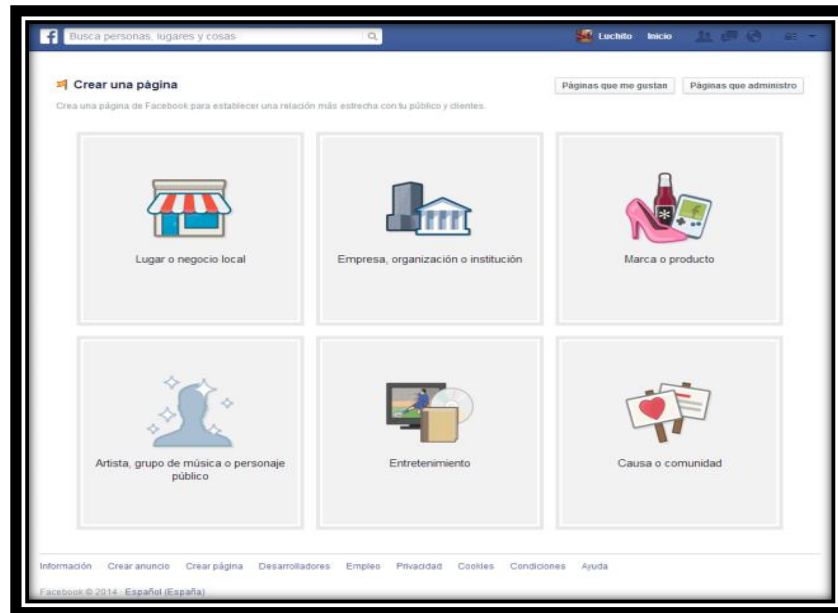 f Busca personas, lugares y cosas Luchito Inicio
Crear una página Páginas que me gustan Páginas que administro
Crea una página de Facebook para establecer una relación más estrecha con tu público y clientes.
Lugar o negocio local Empresa, organización o institución Marca o producto
Artista, grupo de música o personaje Entretenimiento Causa o comunidad
público
Información Crear anuncio Crear página Desarrolladores Empleo Privacidad Cookies Condiciones Ayuda
Facebook © 2014 · Español (España)